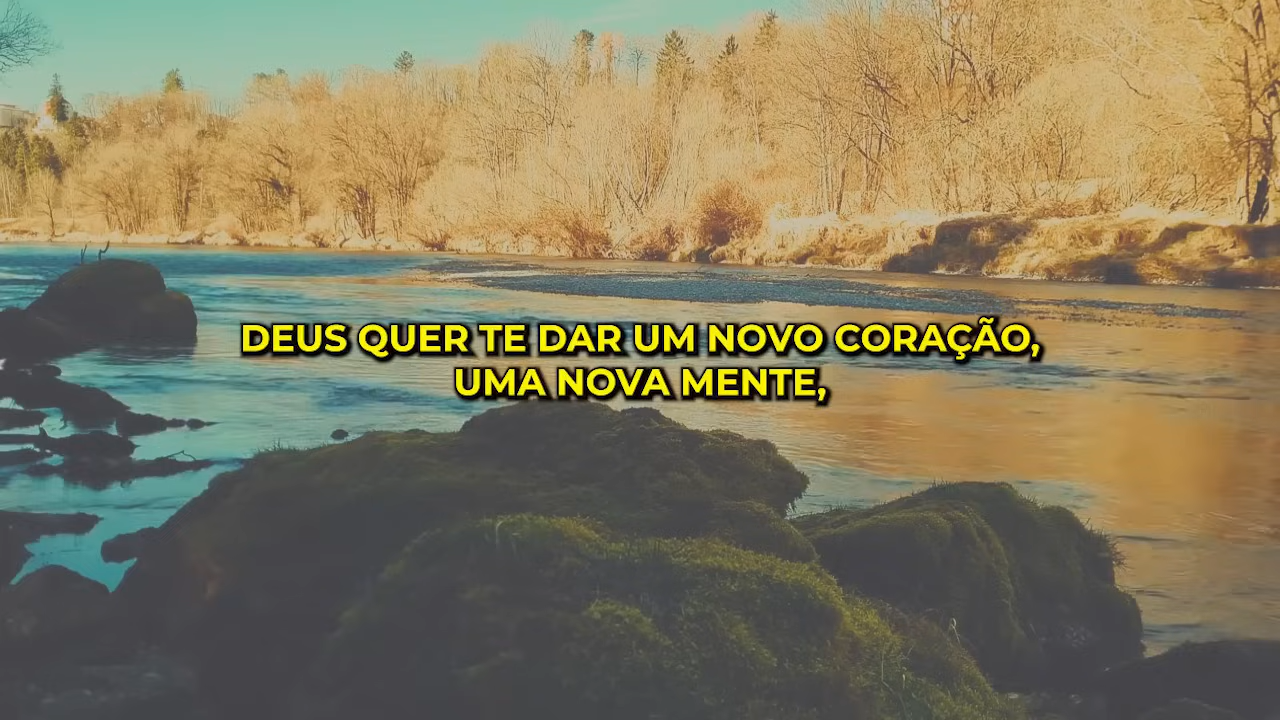 DEUS QUER TE DAR UM NOVO CORAÇÃO,
UMA NOVA MENTE,